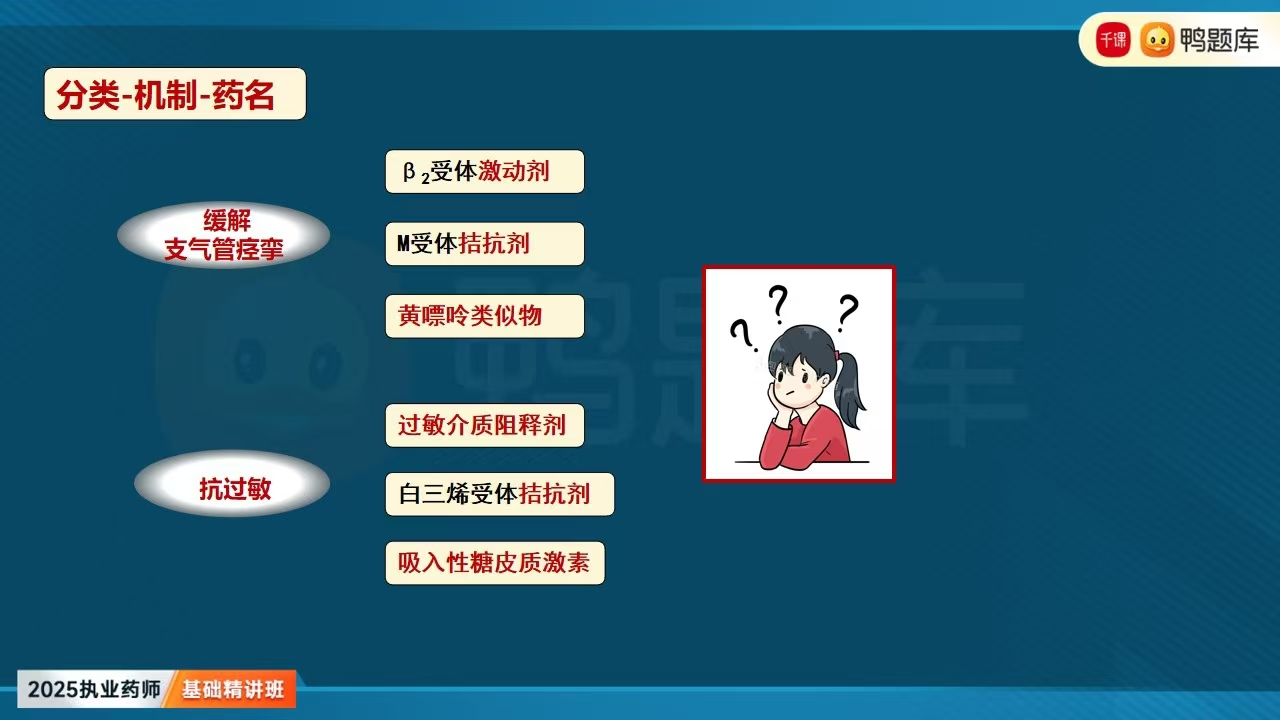 千课 鸭题库
分类-机制-药名
β2受体激动剂
缓解
支气管痉挛
M受体拮抗剂
黄嘌呤类似物
? ? ?
鸭题库
过敏介质阻释剂
抗过敏
白三烯受体拮抗剂
吸入性糖皮质激素
2025执业药师 基础精讲班